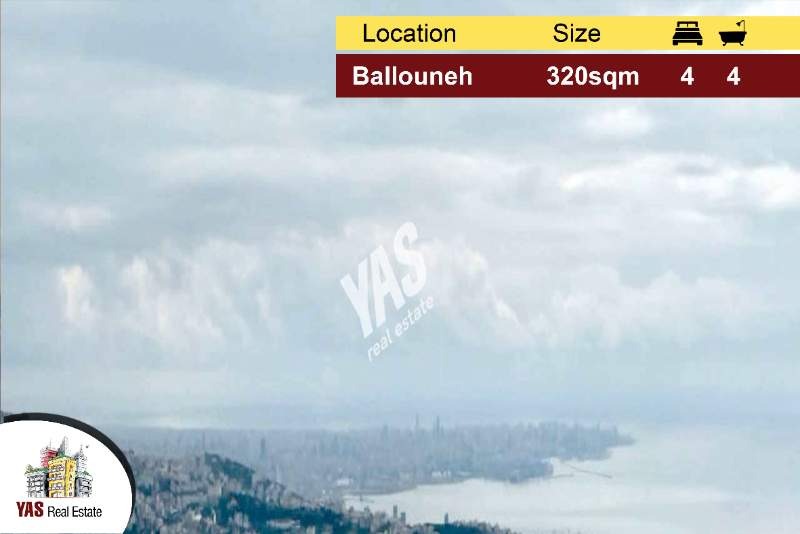 Location Size
Ballouneh 320sqm 4 4
YAS
real estate
YAS Real Estate